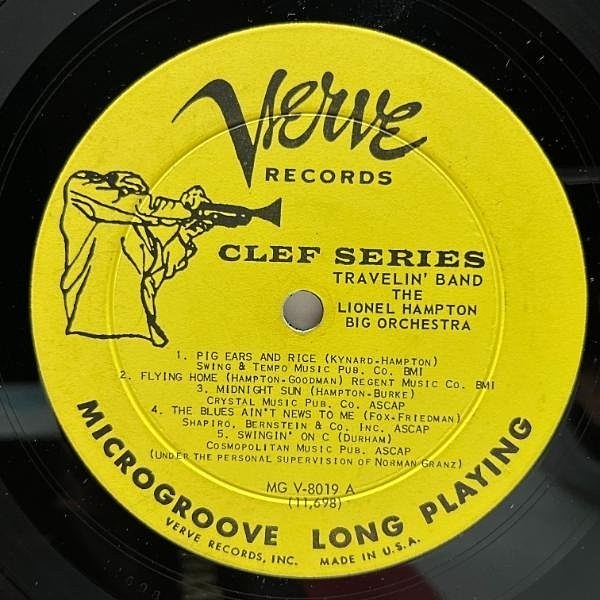 Verve
RECORDS
CLEF SERIES
TRAVELIN' BAND
THE
LIONEL HAMPTON
BIG ORCHESTRA
1. PIG EARS AND RICE (KYNARD-HAMPTON)
SWING & TEMPO MUSIC PUB. CO. BMI
2. FLYING HOME (HAMPTON-GOODMAN) REGENT MUSIC CO. BMI
3. MIDNIGHT SUN (HAMPTON-BURKE)
CRYSTAL MUSIC PUB. CO. ASCAP
4. THE BLUES AIN'T NEWS TO ME (FOX-FRIEDMAN)
SHAPIRO, BERNSTEIN & CO. INC. ASCAP
5. SWINGIN' ON C (DURHAM)
COSMOPOLITAN MUSIC PUB. ASCAP
(UNDER THE PERSONAL SUPERVISION OF NORMAN GRANZ)
MG V-8019 A
(11,698)
MICROGROOVE LONG PLAYING
VERVE RECORDS, INC. MADE IN U.S.A.